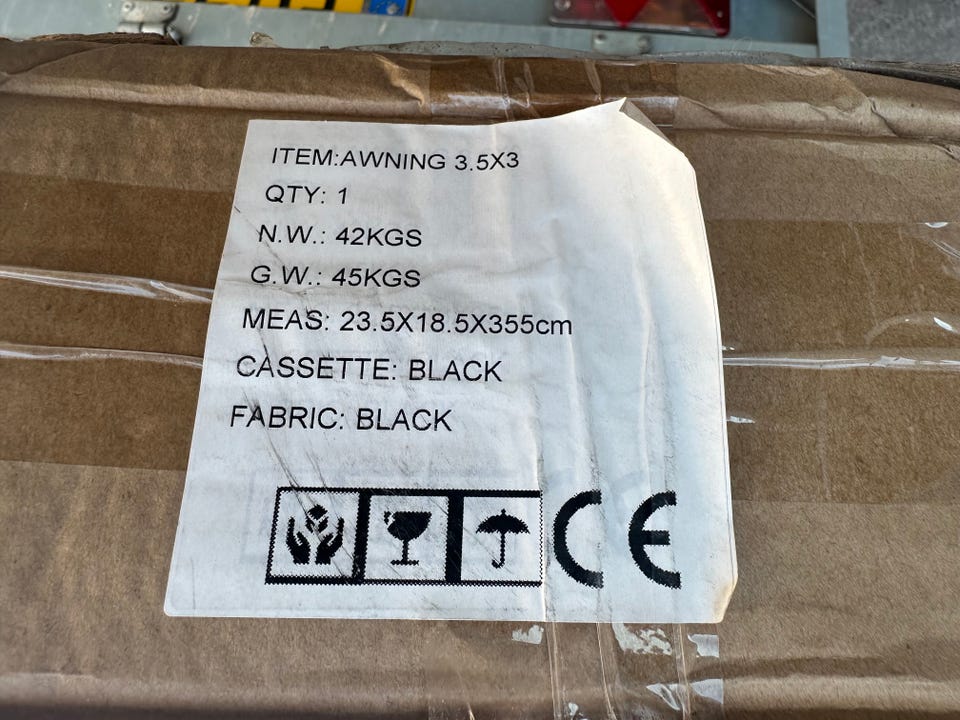 ITEM:AWNING 3.5X3
QTY: 1
N.W.: 42KGS
G.W.: 45KGS
MEAS: 23.5X18.5X355cm
CASSETTE: BLACK
FABRIC: BLACK
CE